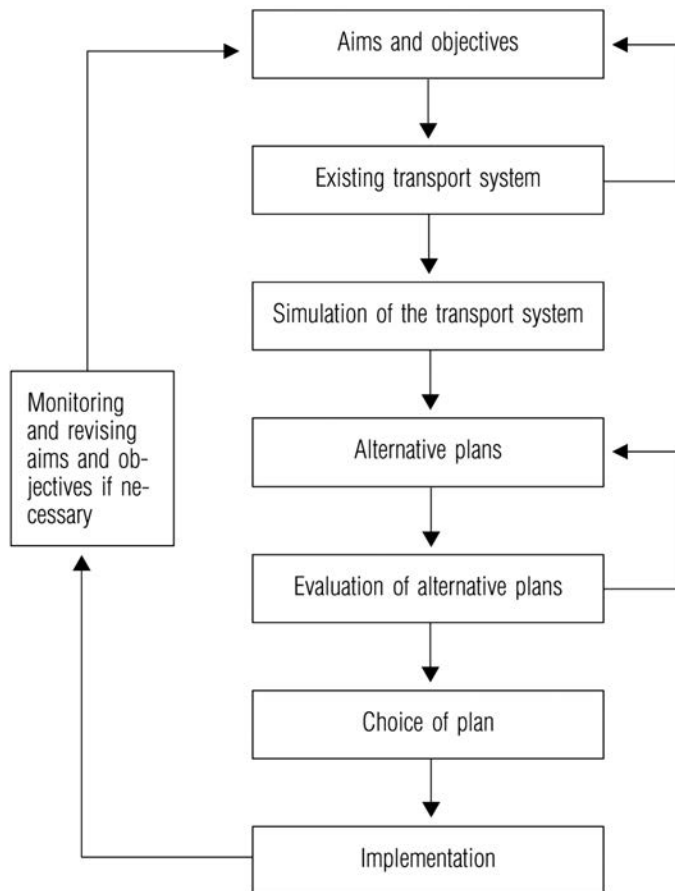 Aims and objectives
Existing transport system
Simulation of the transport system
Monitoring
and revising
aims and ob-
jectives if ne-
cessary
Alternative plans
Evaluation of alternative plans
Choice of plan
Implementation